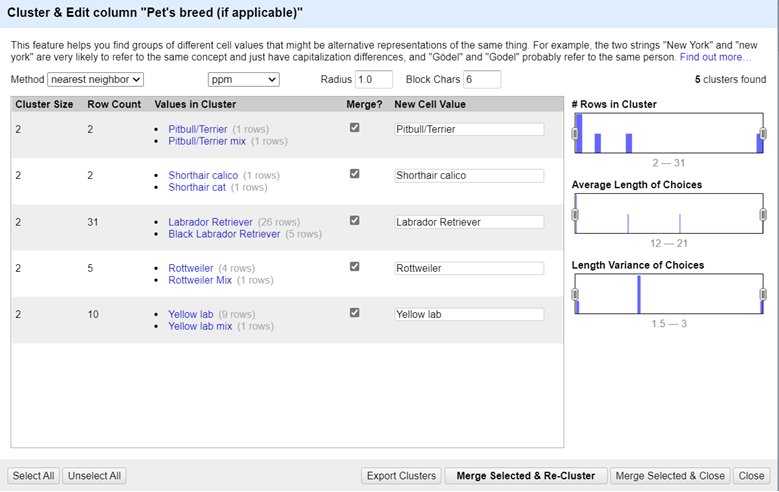 Cluster & Edit column "Pet's breed (if applicable)"
This feature helps you find groups of different cell values that might be alternative representations of the same thing. For example, the two strings "New York" and "new
york" are very likely to refer to the same concept and just have capitalization differences, and "Gödel" and "Godel" probably refer to the same person. Find out more...
Method nearest neighbor ppm Radius 1.0 Block Chars 6 5 clusters found
Cluster Size Row Count Values in Cluster Merge? New Cell Value
2 2 • Pitbull/Terrier (1 rows) Pitbull/Terrier
• Pitbull/Terrier mix (1 rows)
2 2 • Shorthair calico (1 rows) Shorthair calico
• Shorthair cat (1 rows)
2 31 • Labrador Retriever (26 rows) Labrador Retriever
• Black Labrador Retriever (5 rows)
2 5 • Rottweiler (4 rows) Rottweiler
• Rottweiler Mix (1 rows)
2 10 • Yellow lab (9 rows) Yellow lab
• Yellow lab mix (1 rows)
# Rows in Cluster
2 — 31
Average Length of Choices
12 — 21
Length Variance of Choices
1.5 — 3
Select All Unselect All Export Clusters Merge Selected & Re-Cluster Merge Selected & Close Close